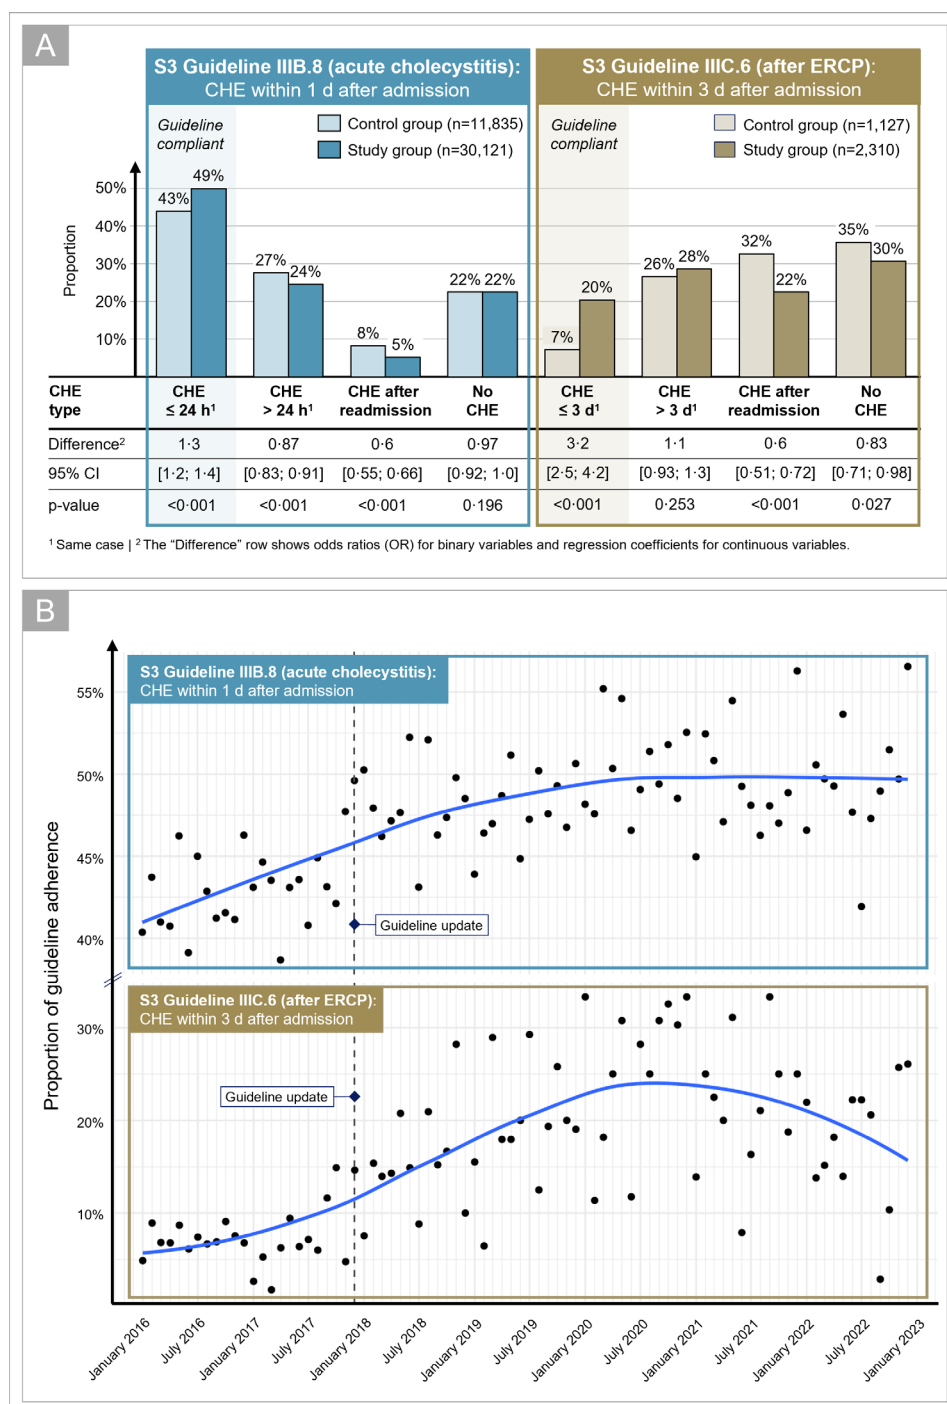 A
S3 Guideline IIIB.8 (acute cholecystitis):
CHE within 1 d after admission
S3 Guideline IIIC.6 (after ERCP):
CHE within 3 d after admission
Guideline
compliant
Control group (n=11,835)
Study group (n=30,121)
Guideline
compliant
Control group (n=1,127)
Study group (n=2,310)
Proportion
50%
40%
30%
20%
10%
43%
49%
27%
24%
8%
5%
22%
22%
7%
20%
26%
28%
32%
22%
35%
30%
CHE type
CHE ≤ 24 h¹
CHE > 24 h¹
CHE after readmission
No CHE
CHE ≤ 3 d¹
CHE > 3 d¹
CHE after readmission
No CHE
Difference² 1·3 0·87 0·6 0·97 3·2 1·1 0·6 0·83
95% CI [1·2; 1·4] [0·83; 0·91] [0·55; 0·66] [0·92; 1·0] [2·5; 4·2] [0·93; 1·3] [0·51; 0·72] [0·71; 0·98]
p-value <0·001 <0·001 <0·001 0·196 <0·001 0·253 <0·001 0·027
¹ Same case | ² The “Difference” row shows odds ratios (OR) for binary variables and regression coefficients for continuous variables.
B
Proportion of guideline adherence
S3 Guideline IIIB.8 (acute cholecystitis):
CHE within 1 d after admission
55%
50%
45%
40%
Guideline update
S3 Guideline IIIC.6 (after ERCP):
CHE within 3 d after admission
30%
20%
10%
Guideline update
January 2016
July 2016
January 2017
July 2017
January 2018
July 2018
January 2019
July 2019
January 2020
July 2020
January 2021
July 2021
January 2022
July 2022
January 2023